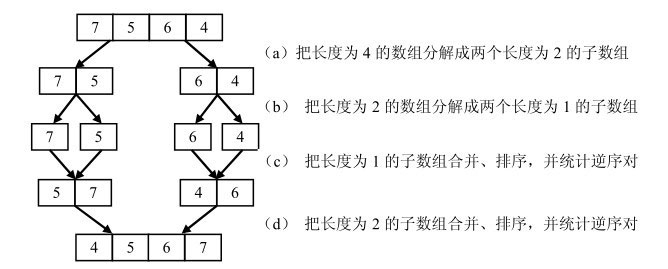 7 5 6 4
（a）把长度为 4 的数组分解成两个长度为 2 的子数组
7 5 6 4
（b） 把长度为 2 的数组分解成两个长度为 1 的子数组
7 5 6 4
（c） 把长度为 1 的子数组合并、排序，并统计逆序对
5 7 4 6
（d） 把长度为 2 的子数组合并、排序，并统计逆序对
4 5 6 7